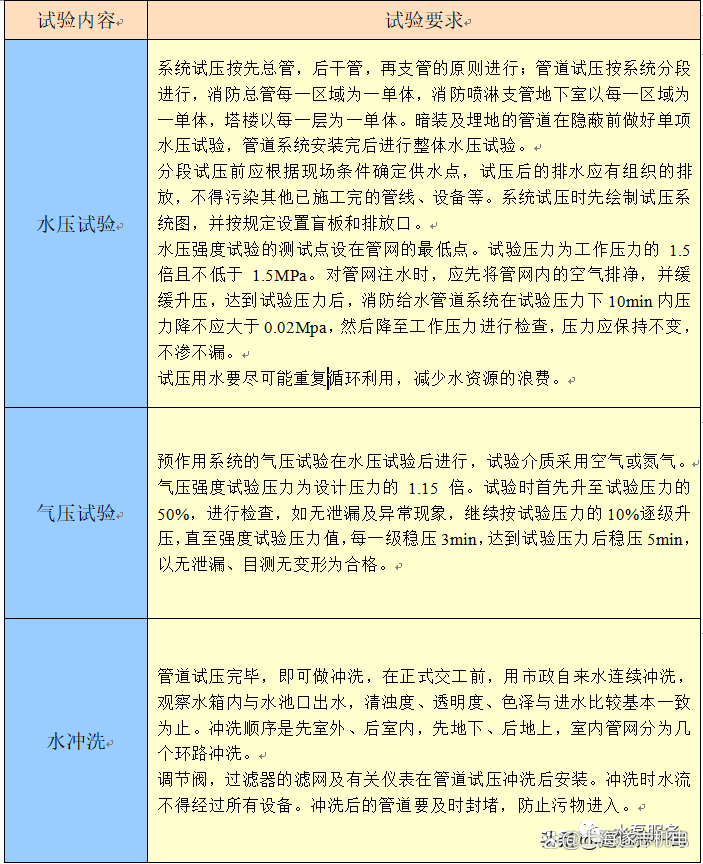 试验内容
试验要求
水压试验
系统试压按先总管，后干管，再支管的原则进行；管道试压按系统分段
进行，消防总管每一区域为一单体，消防喷淋支管地下室以每一区域为
一单体，塔楼以每一层为一单体。暗装及埋地的管道在隐蔽前做好单项
水压试验，管道系统安装完后进行整体水压试验。
分段试压前应根据现场条件确定供水点，试压后的排水应有组织的排
放，不得污染其他已施工完的管线、设备等。系统试压时先绘制试压系
统图，并按规定设置盲板和排放口。
水压强度试验的测试点设在管网的最低点。试验压力为工作压力的 1.5
倍且不低于 1.5MPa。对管网注水时，应先将管网内的空气排净，并缓
缓升压，达到试验压力后，消防给水管道系统在试验压力下 10min 内压
力降不应大于 0.02Mpa，然后降至工作压力进行检查，压力应保持不变，
不渗不漏。
试压用水要尽可能重复循环利用，减少水资源的浪费。
气压试验
预作用系统的气压试验在水压试验后进行，试验介质采用空气或氮气。
气压强度试验压力为设计压力的 1.15 倍。试验时首先升至试验压力的
50%，进行检查，如无泄漏及异常现象，继续按试验压力的 10%逐级升
压，直至强度试验压力值，每一级稳压 3min，达到试验压力后稳压 5min，
以无泄漏、目测无变形为合格。
水冲洗
管道试压完毕，即可做冲洗，在正式交工前，用市政自来水连续冲洗，
观察水箱内与水池口出水，清浊度、透明度、色泽与进水比较基本一致
为止。冲洗顺序是先室外、后室内，先地下、后地上，室内管网分为几
个环路冲洗。
调节阀，过滤器的滤网及有关仪表在管道试压冲洗后安装。冲洗时水流
不得经过所有设备。冲洗后的管道要及时封堵，防止污物进入。